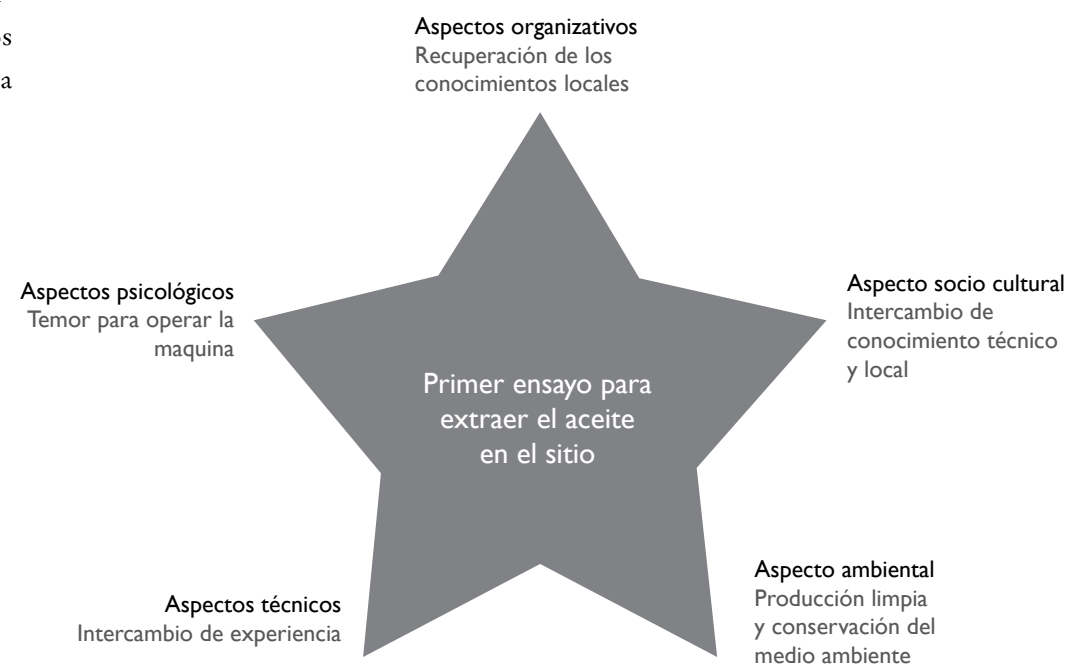 Aspectos organizativos
Recuperación de los
conocimientos locales
Aspectos psicológicos
Temor para operar la
maquina
Aspecto socio cultural
Intercambio de
conocimiento técnico
y local
Primer ensayo para
extraer el aceite
en el sitio
Aspectos técnicos
Intercambio de experiencia
Aspecto ambiental
Producción limpia
y conservación del
medio ambiente